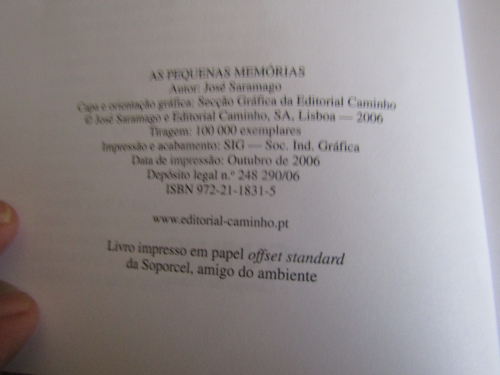 AS PEQUENAS MEMÓRIAS
Autor: José Saramago
Capa e orientação gráfica: Secção Gráfica da Editorial Caminho
© José Saramago e Editorial Caminho, SA, Lisboa — 2006
Tiragem: 100 000 exemplares
Impressão e acabamento: SIG — Soc. Ind. Gráfica
Data de impressão: Outubro de 2006
Depósito legal n.º 248 290/06
ISBN 972-21-1831-5
www.editorial-caminho.pt
Livro impresso em papel offset standard
da Soporcel, amigo do ambiente